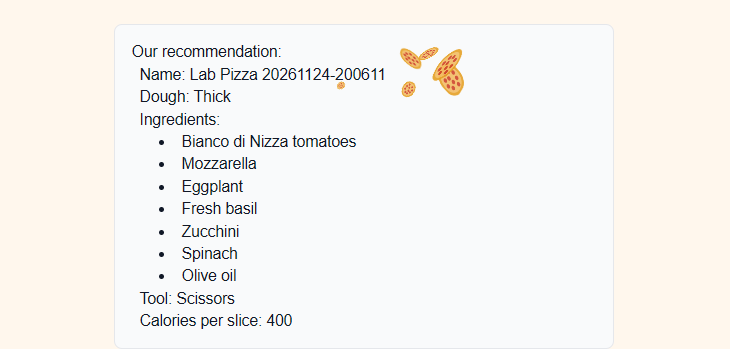 Our recommendation:
Name: Lab Pizza 20261124-200611
Dough: Thick
Ingredients:
• Bianco di Nizza tomatoes
• Mozzarella
• Eggplant
• Fresh basil
• Zucchini
• Spinach
• Olive oil
Tool: Scissors
Calories per slice: 400